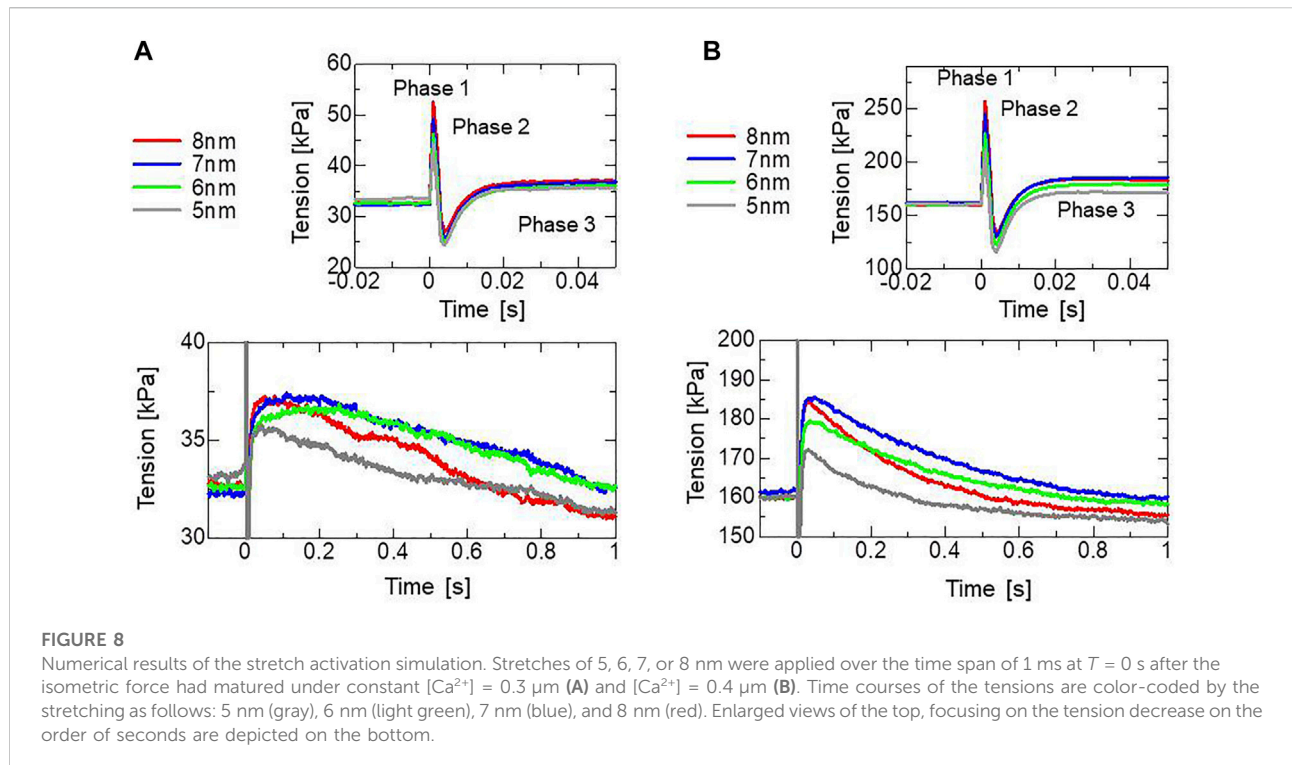 A
60
50
40
30
20
Tension [kPa]
Phase 1
Phase 2
Phase 3
8nm
7nm
6nm
5nm
-0.02 0 0.02 0.04
Time [s]
B
250
200
150
100
Tension [kPa]
Phase 1
Phase 2
Phase 3
8nm
7nm
6nm
5nm
-0.02 0 0.02 0.04
Time [s]
40
35
30
Tension [kPa]
0 0.2 0.4 0.6 0.8 1
Time [s]
200
190
180
170
160
150
Tension [kPa]
0 0.2 0.4 0.6 0.8 1
Time [s]
FIGURE 8
Numerical results of the stretch activation simulation. Stretches of 5, 6, 7, or 8 nm were applied over the time span of 1 ms at T = 0 s after the
isometric force had matured under constant [Ca²⁺] = 0.3 μm (A) and [Ca²⁺] = 0.4 μm (B). Time courses of the tensions are color-coded by the
stretching as follows: 5 nm (gray), 6 nm (light green), 7 nm (blue), and 8 nm (red). Enlarged views of the top, focusing on the tension decrease on the
order of seconds are depicted on the bottom.